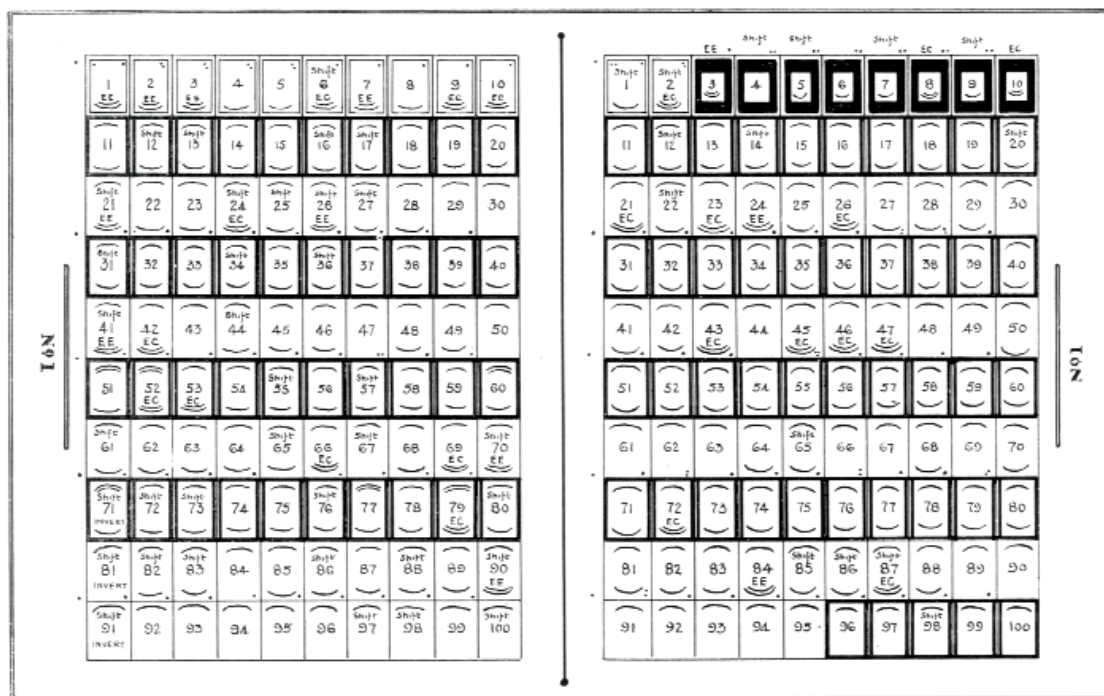 No I
Shift
1 2 3 4 5 6 7 8 9 10
EC EE EE EC EE EC EC
Shift Shift Shift Shift
11 12 13 14 15 16 17 18 19 20
Shift Shift Shift Shift Shift
21 22 23 24 25 26 27 28 29 30
EE EC EE
Shift Shift Shift
31 32 33 34 35 36 37 38 39 40
Shift Shift
41 42 43 44 45 46 47 48 49 50
EE EC
Shift Shift
51 52 53 54 55 56 57 58 59 60
EC EC
Shift Shift Shift Shift
61 62 63 64 65 66 67 68 69 70
EC EC EE
Shift Shift Shift Shift Shift
71 72 73 74 75 76 77 78 79 80
INVERT EC
Shift Shift Shift Shift Shift Shift
81 82 83 84 85 86 87 88 89 90
INVERT EE
Shift Shift Shift Shift
91 92 93 94 95 96 97 98 99 100
INVERT
EE Shift Shift Shift EC Shift EC
Shift Shift
1 2 3 4 5 6 7 8 9 10
EC
Shift Shift Shift
11 12 13 14 15 16 17 18 19 20
Shift
21 22 23 24 25 26 27 28 29 30
EC EC EE EC
31 32 33 34 35 36 37 38 39 40
41 42 43 44 45 46 47 48 49 50
EC EC EC EC
51 52 53 54 55 56 57 58 59 60
Shift
61 62 63 64 65 66 67 68 69 70
71 72 73 74 75 76 77 78 79 80
EC
Shift Shift Shift
81 82 83 84 85 86 87 88 89 90
EE EC
Shift
91 92 93 94 95 96 97 98 99 100
No 1